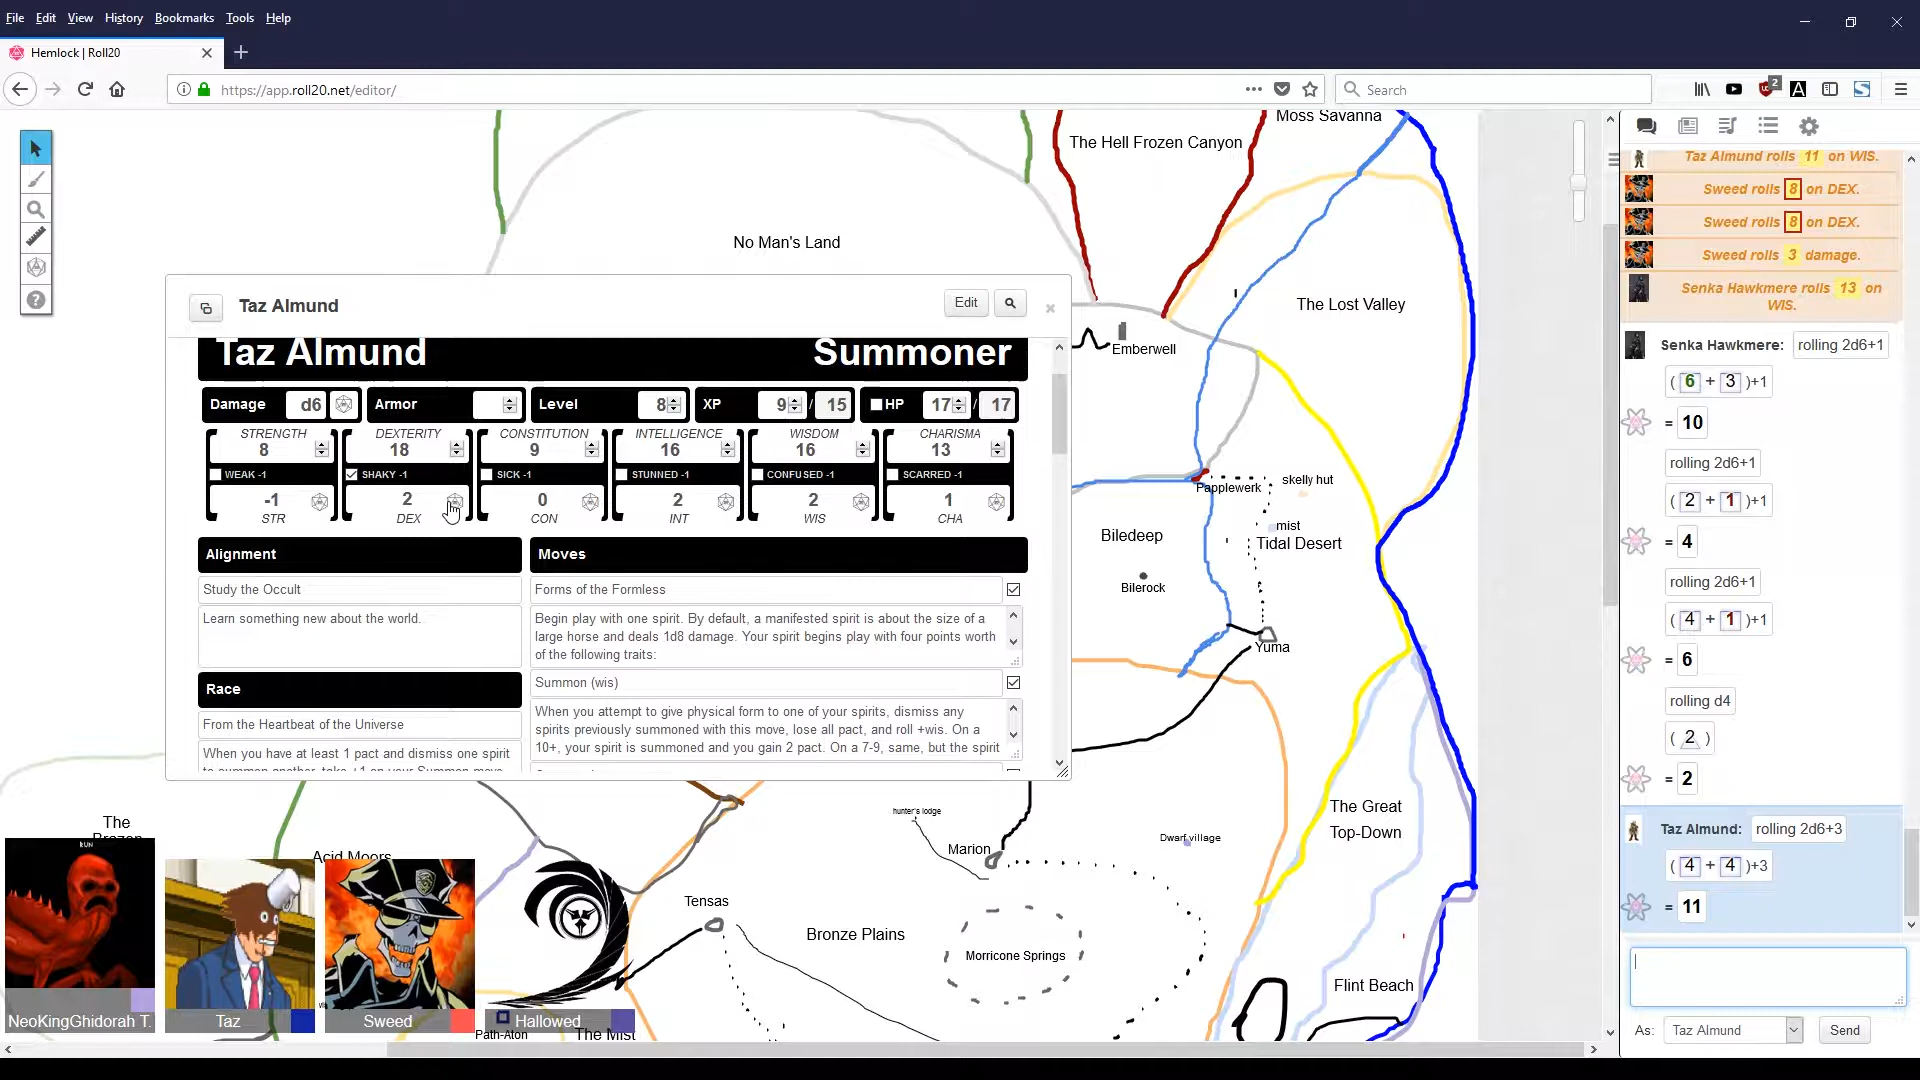 File Edit View History Bookmarks Tools Help
Hemlock | Roll20
https://app.roll20.net/editor/
Search
2
Moss Savanna
The Hell Frozen Canyon
No Man's Land
The Lost Valley
Emberwell
skelly hut
Papplewerk
mist
Tidal Desert
Biledeep
Bilerock
Yuma
The Great
Top-Down
hunter's lodge
Dwarf village
Marion
Tensas
Bronze Plains
Morricone Springs
Flint Beach
The
Brazen
Acid Moors
Path-Aton
The Mist
Taz Almund
Edit
Taz Almund Summoner
Damage d6
Armor
Level 8
XP 9 / 15
HP 17 / 17
STRENGTH DEXTERITY CONSTITUTION INTELLIGENCE WISDOM CHARISMA
8 18 9 16 16 13
WEAK -1 SHAKY -1 SICK -1 STUNNED -1 CONFUSED -1 SCARRED -1
-1 2 0 2 2 1
STR DEX CON INT WIS CHA
Alignment
Study the Occult
Learn something new about the world.
Race
From the Heartbeat of the Universe
When you have at least 1 pact and dismiss one spirit
to summon another, take +1 on your Summon move
Moves
Forms of the Formless
Begin play with one spirit. By default, a manifested spirit is about the size of a
large horse and deals 1d8 damage. Your spirit begins play with four points worth
of the following traits:
Summon (wis)
When you attempt to give physical form to one of your spirits, dismiss any
spirits previously summoned with this move, lose all pact, and roll +wis. On a
10+, your spirit is summoned and you gain 2 pact. On a 7-9, same, but the spirit
RUN
NeoKingGhidorah T.
Taz
Sweed
Hallowed
Taz Almund rolls 11 on WIS.
Sweed rolls 8 on DEX.
Sweed rolls 8 on DEX.
Sweed rolls 3 damage.
Senka Hawkmere rolls 13 on
WIS.
Senka Hawkmere: rolling 2d6+1
( 6 + 3 )+1
= 10
rolling 2d6+1
( 2 + 1 )+1
= 4
rolling 2d6+1
( 4 + 1 )+1
= 6
rolling d4
( 2 )
= 2
Taz Almund: rolling 2d6+3
( 4 + 4 )+3
= 11
As: Taz Almund Send